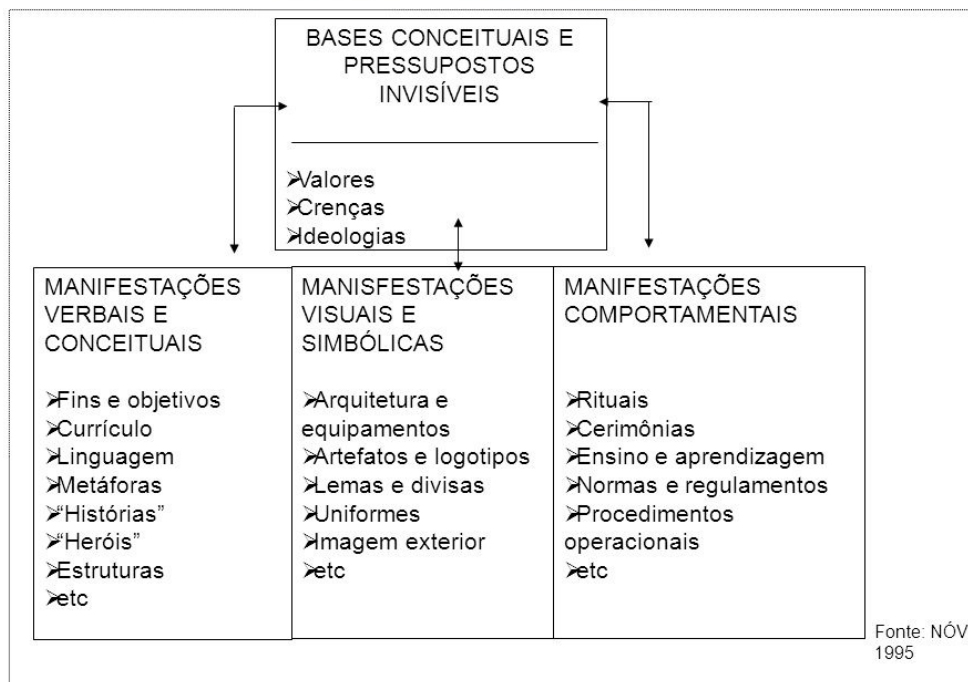 BASES CONCEITUAIS E
PRESSUPOSTOS
INVISÍVEIS
➢Valores
➢Crenças
➢Ideologias
MANIFESTAÇÕES
VERBAIS E
CONCEITUAIS
➢Fins e objetivos
➢Currículo
➢Linguagem
➢Metáforas
➢“Histórias”
➢“Heróis”
➢Estruturas
➢etc
MANISFESTAÇÕES
VISUAIS E
SIMBÓLICAS
➢Arquitetura e
equipamentos
➢Artefatos e logotipos
➢Lemas e divisas
➢Uniformes
➢Imagem exterior
➢etc
MANIFESTAÇÕES
COMPORTAMENTAIS
➢Rituais
➢Cerimônias
➢Ensino e aprendizagem
➢Normas e regulamentos
➢Procedimentos
operacionais
➢etc
Fonte: NÓV
1995